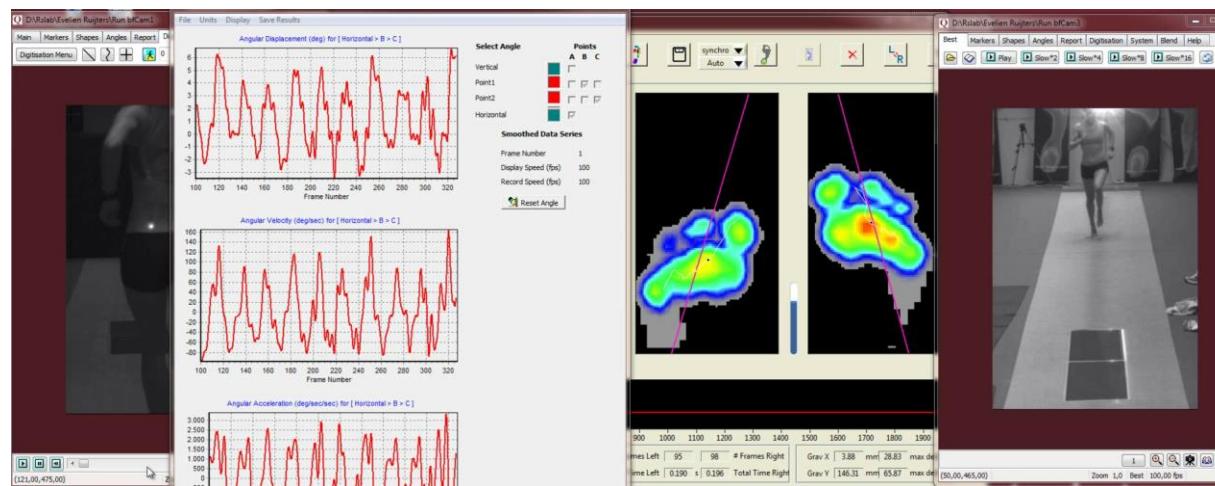 D:\Rslab\Evelien Ruijters\Run bfCam1
Main Markers Shapes Angles Report
Digitisation Menu
(121,00,475,00)
File Units Display Save Results
Angular Displacement (deg) for [ Horizontal > B > C ]
6
5
4
3
2
1
0
-1
-2
-3
100 120 140 160 180 200 220 240 260 280 300 320
Frame Number
Angular Velocity (deg/sec) for [ Horizontal > B > C ]
160
140
120
100
80
60
40
20
0
-20
-40
-60
-80
100 120 140 160 180 200 220 240 260 280 300 320
Frame Number
Angular Acceleration (deg/sec/sec) for [ Horizontal > B > C ]
3.000
2.500
2.000
1.500
1.000
500
0
Select Angle Points
A B C
Vertical
Point1
Point2
Horizontal
Smoothed Data Series
Frame Number 1
Display Speed (fps) 100
Record Speed (fps) 100
Reset Angle
synchro
Auto
L R
900 1000 1100 1200 1300 1400 1500 1600 1700 1800 1900
mes Left 95 98 # Frames Right Grav X 3.88 mm 28.83 max de
ime Left 0.190 s 0.196 Total Time Right Grav Y 146.31 mm 65.87 max de
D:\Rslab\Evelien Ruijters\Run bfCam3
Best Markers Shapes Angles Report Digitisation System Blend Help
Play Slow*2 Slow*4 Slow*8 Slow*16
1
(50,00,465,00) Zoom 1,0 Best 100,00 fps